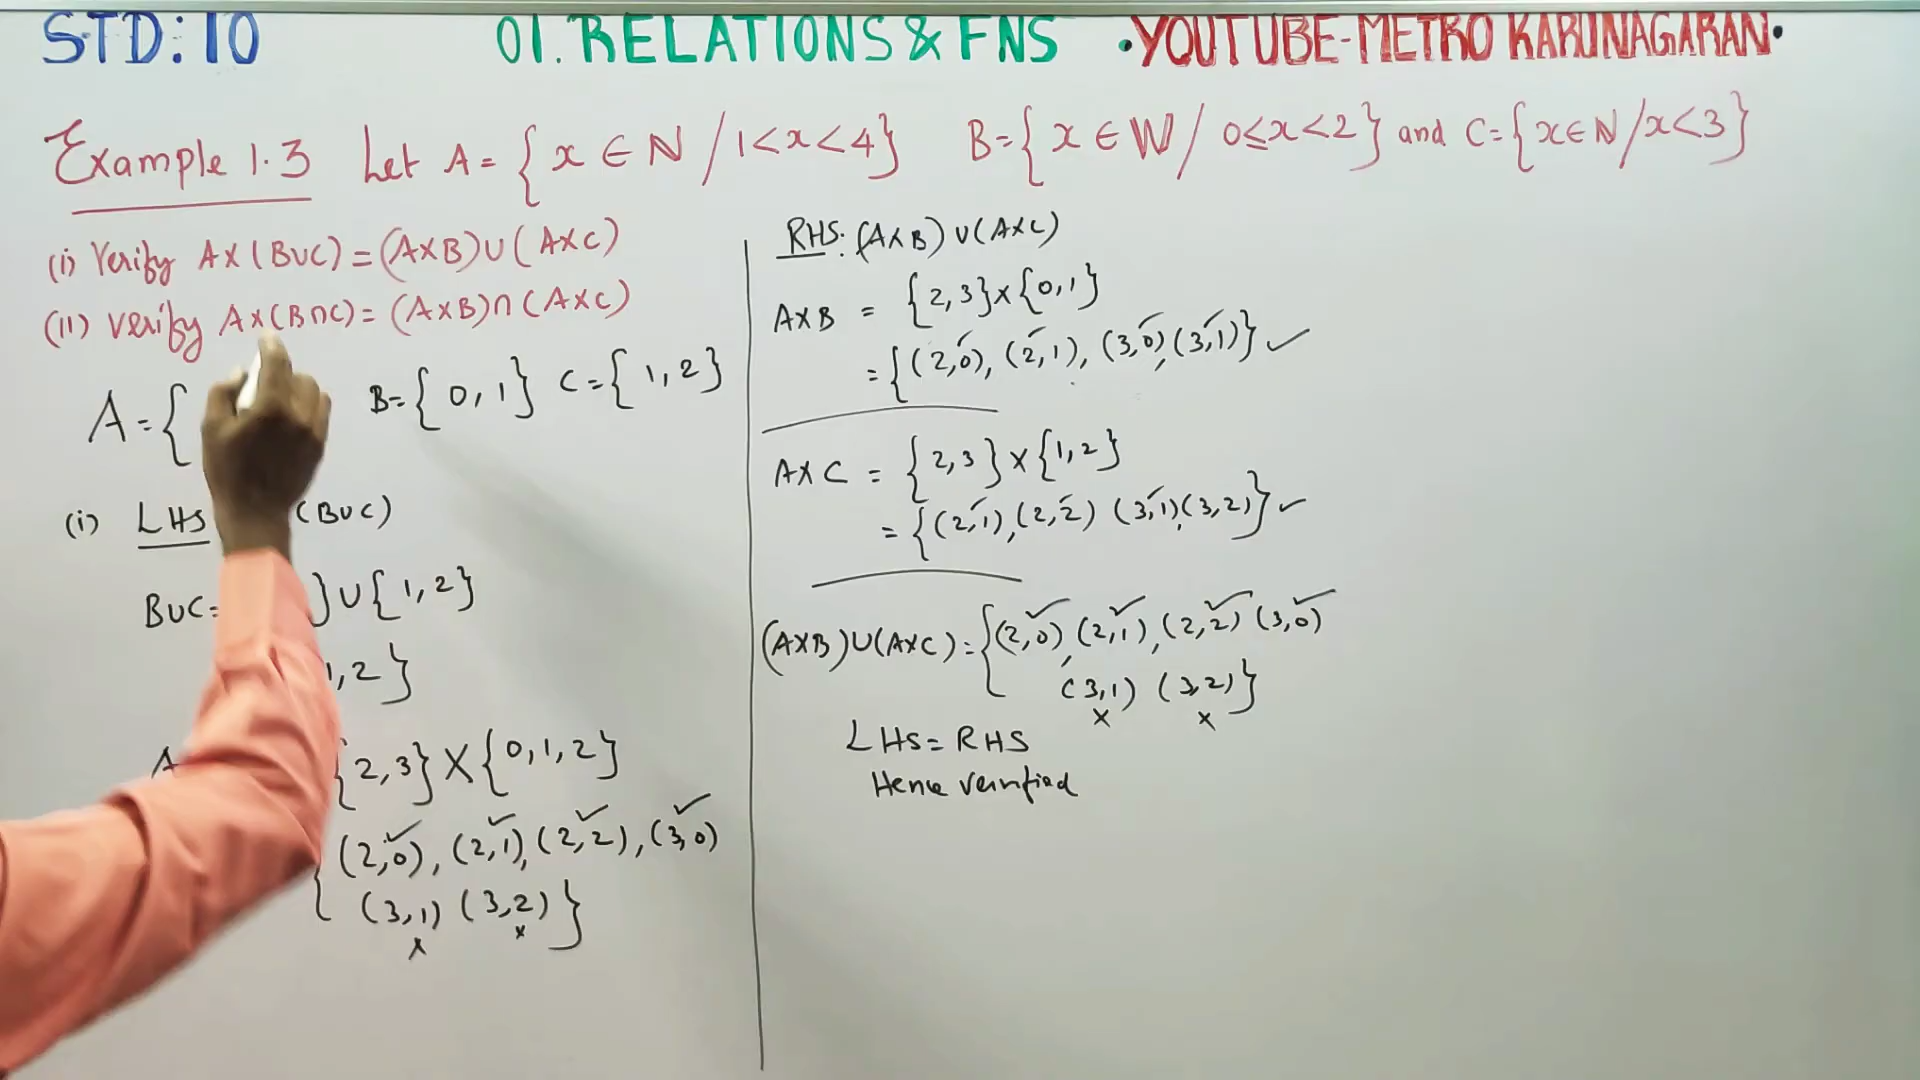 STD: 10 01. RELATIONS & FNS • YOUTUBE-METRO KARUNAGARAN •
Example 1.3 Let A = { x ∈ N / 1<x<4} B={ x ∈ W / 0≤x<2} and C={x∈N/x<3}
(i) Verify A×(B∪C)=(A×B)∪(A×C)
(ii) verify A×(B∩C)=(A×B)∩(A×C)
A={ B={0,1} C={1,2}
(i) LHS (B∪C)
B∪C= }∪{1,2}
1,2}
A {2,3}×{0,1,2}
{(2,0), (2,1), (2,2), (3,0)
(3,1) (3,2)}
RHS: (A×B)∪(A×C)
A×B = {2,3}×{0,1}
={(2,0), (2,1), (3,0),(3,1)}
A×C = {2,3}×{1,2}
={(2,1),(2,2) (3,1),(3,2)}
(A×B)∪(A×C)={(2,0),(2,1),(2,2) (3,0)
(3,1) (3,2)}
LHS=RHS
Hence verified